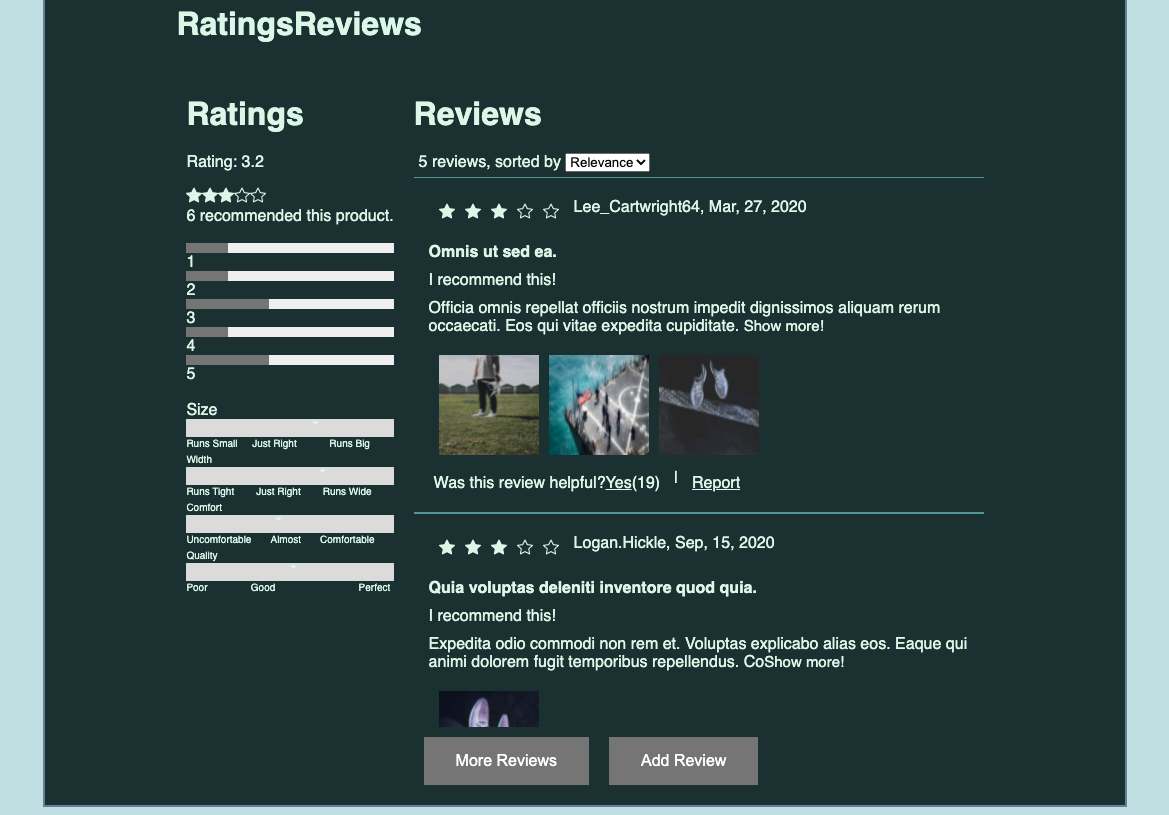 RatingsReviews
Ratings
Rating: 3.2
6 recommended this product.
1
2
3
4
5
Size
Runs Small Just Right Runs Big
Width
Runs Tight Just Right Runs Wide
Comfort
Uncomfortable Almost Comfortable
Quality
Poor Good Perfect
Reviews
5 reviews, sorted by Relevance
Lee_Cartwright64, Mar, 27, 2020
Omnis ut sed ea.
I recommend this!
Officia omnis repellat officiis nostrum impedit dignissimos aliquam rerum
occaecati. Eos qui vitae expedita cupiditate. Show more!
Was this review helpful?Yes(19) | Report
Logan.Hickle, Sep, 15, 2020
Quia voluptas deleniti inventore quod quia.
I recommend this!
Expedita odio commodi non rem et. Voluptas explicabo alias eos. Eaque qui
animi dolorem fugit temporibus repellendus. CoShow more!
More Reviews Add Review